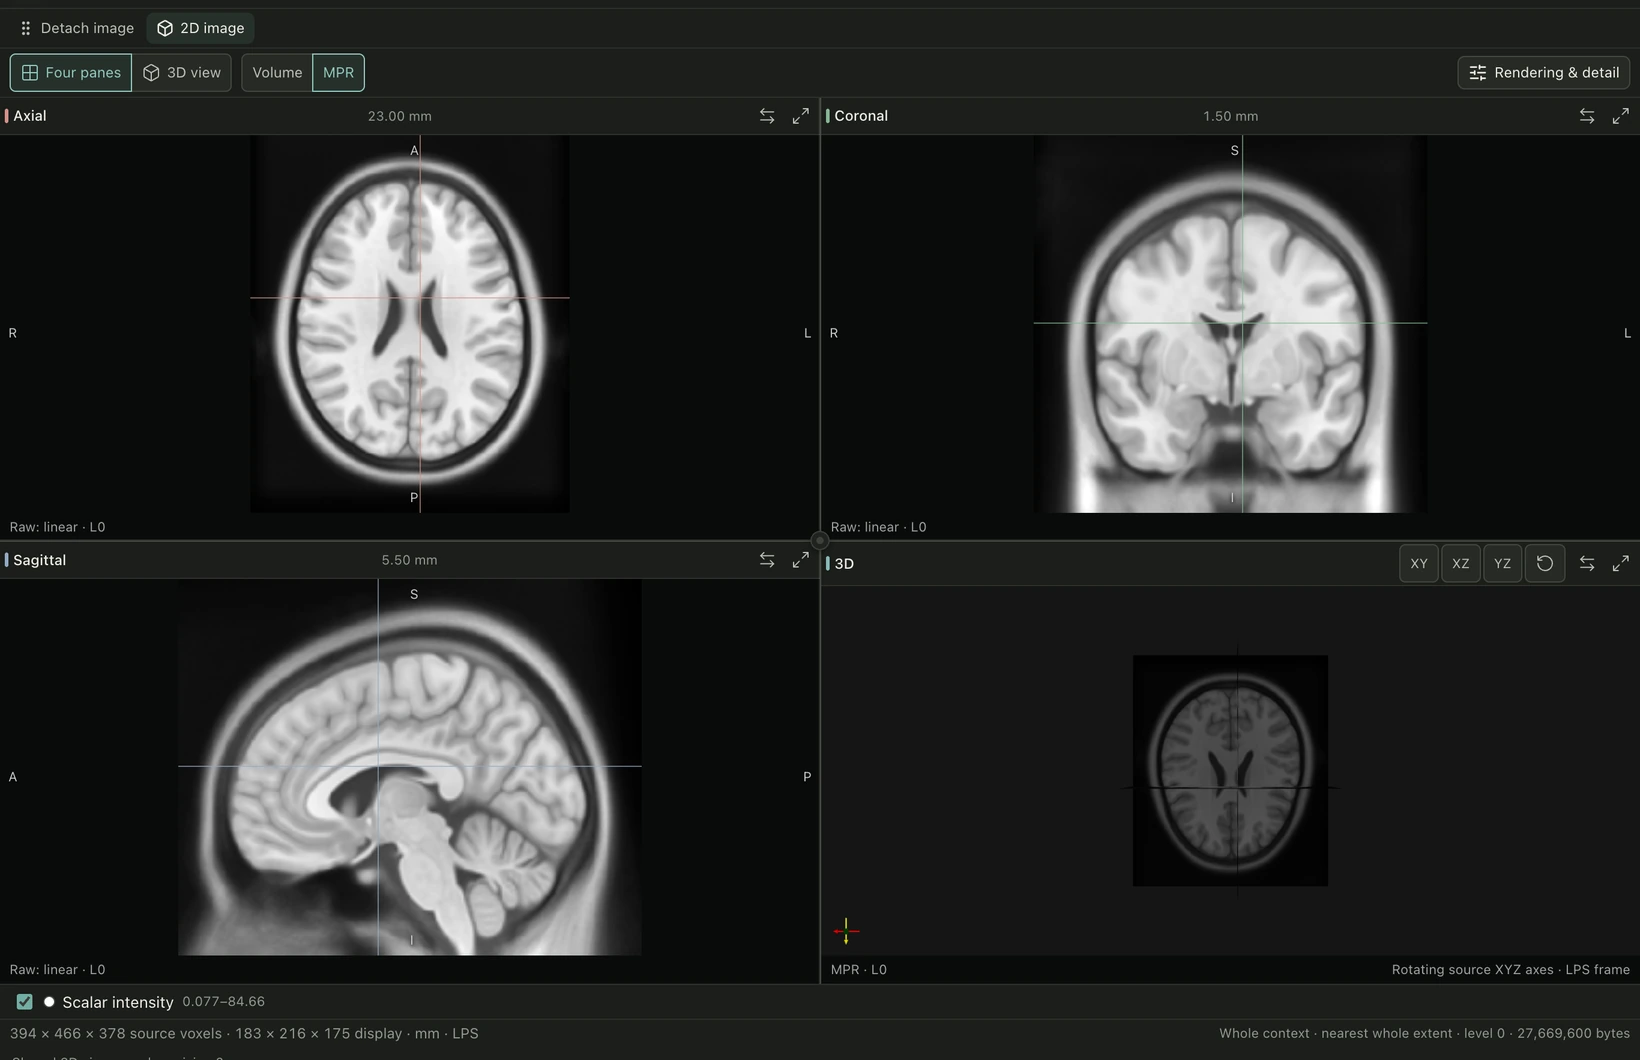 Detach image
2D image
Four panes
3D view
Volume
MPR
Rendering & detail
Axial
23.00 mm
A
R
L
P
Raw: linear · L0
Coronal
1.50 mm
S
R
L
I
Raw: linear · L0
Sagittal
5.50 mm
S
A
P
I
Raw: linear · L0
3D
XY
XZ
YZ
MPR · L0
Rotating source XYZ axes · LPS frame
Scalar intensity 0.077–84.66
394 × 466 × 378 source voxels · 183 × 216 × 175 display · mm · LPS
Whole context · nearest whole extent · level 0 · 27,669,600 bytes